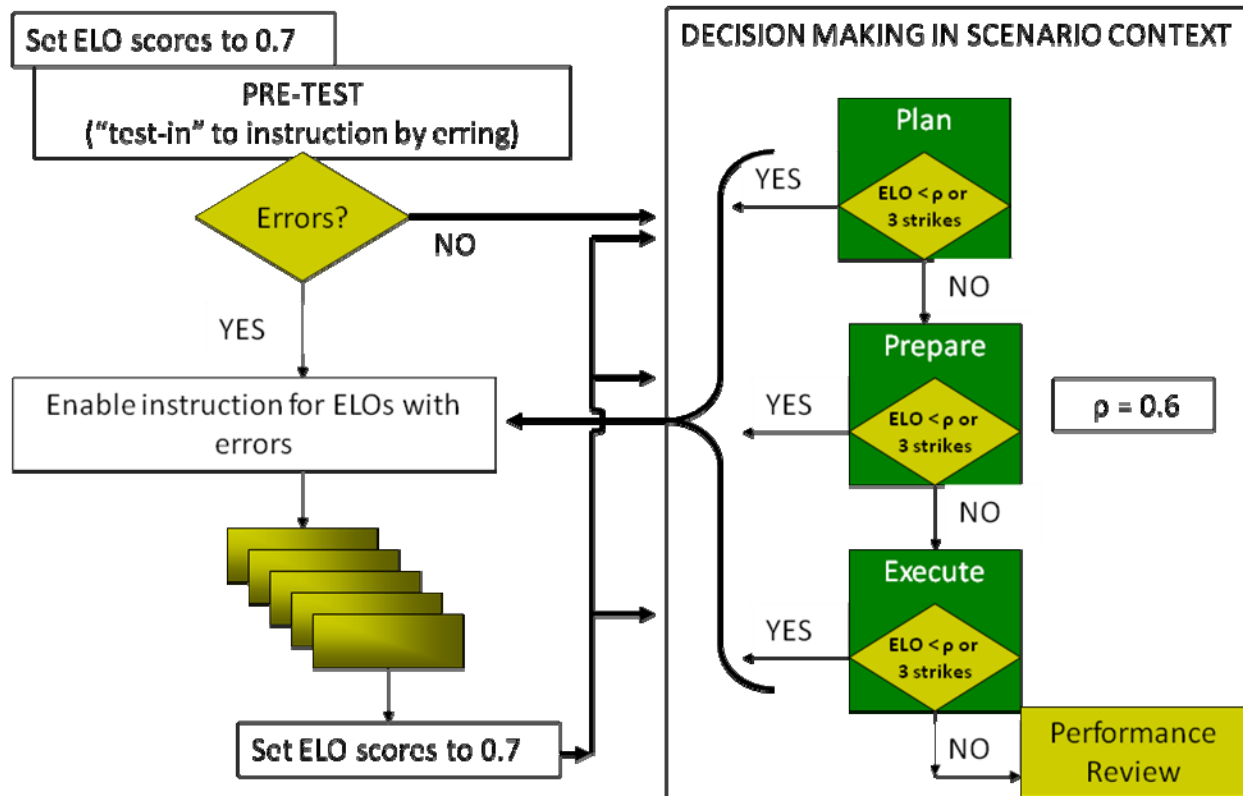 Set ELO scores to 0.7
PRE-TEST
(“test-in” to instruction by erring)
Errors?
NO
YES
Enable instruction for ELOs with
errors
Set ELO scores to 0.7
DECISION MAKING IN SCENARIO CONTEXT
Plan
ELO < ρ or
3 strikes
YES
NO
Prepare
ELO < ρ or
3 strikes
YES
NO
ρ = 0.6
Execute
ELO < ρ or
3 strikes
YES
NO
Performance
Review